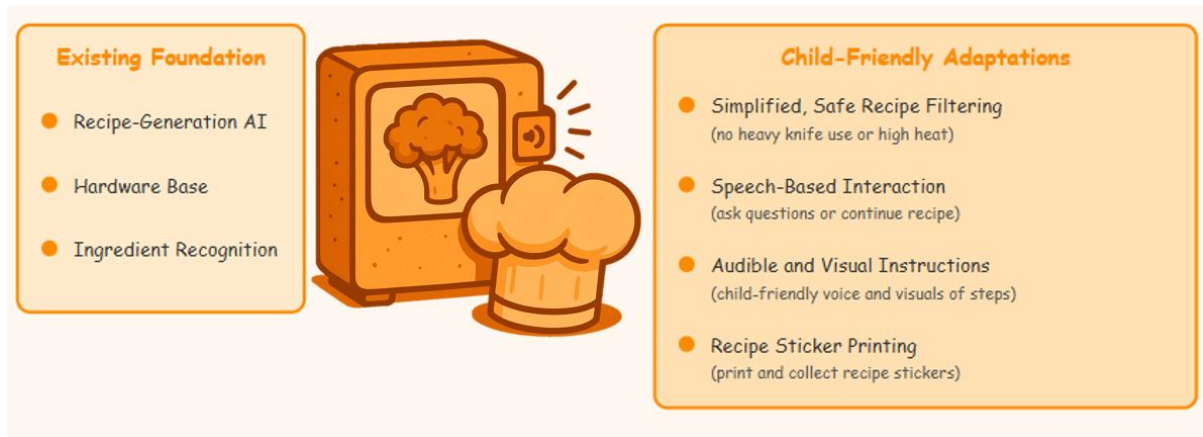 Existing Foundation
Recipe-Generation AI
Hardware Base
Ingredient Recognition
Child-Friendly Adaptations
Simplified, Safe Recipe Filtering
(no heavy knife use or high heat)
Speech-Based Interaction
(ask questions or continue recipe)
Audible and Visual Instructions
(child-friendly voice and visuals of steps)
Recipe Sticker Printing
(print and collect recipe stickers)